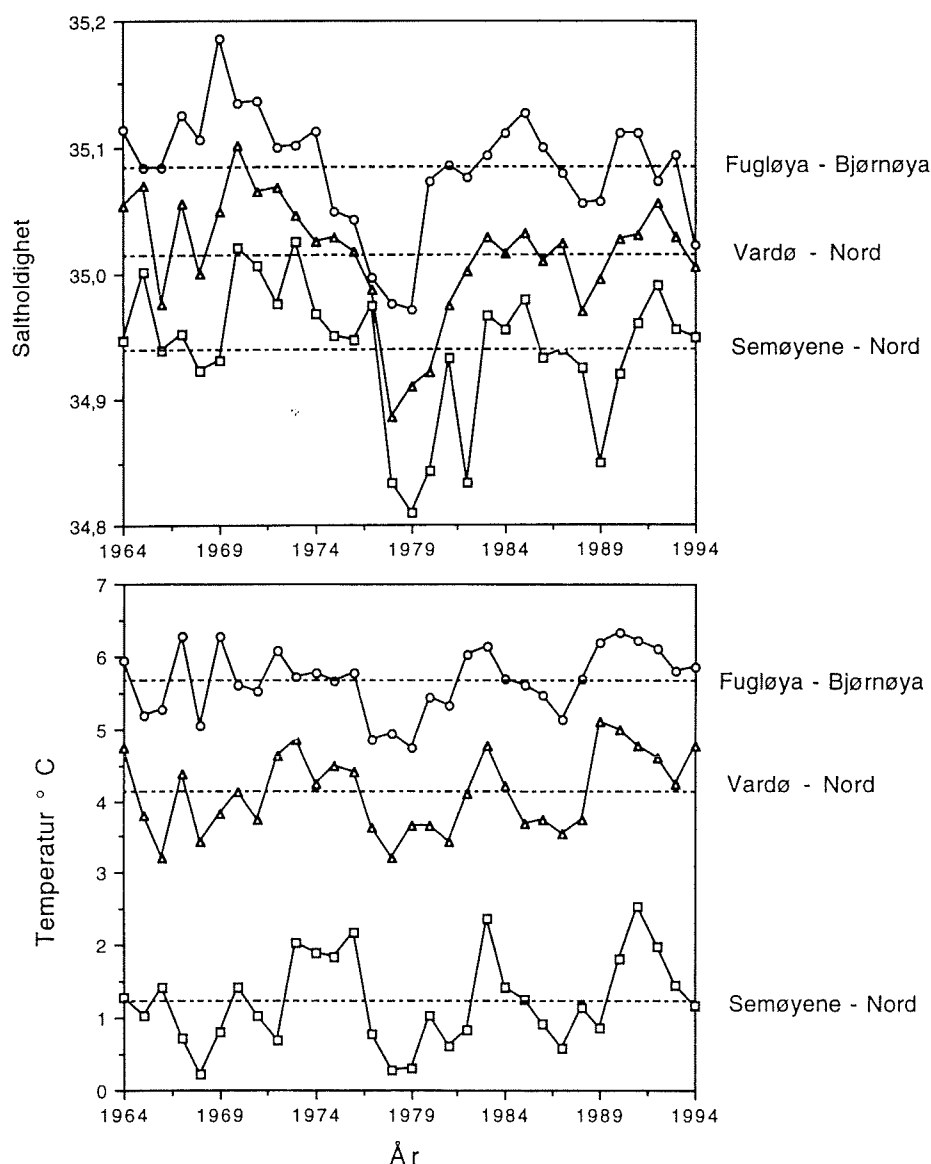 35,2
35,1
35,0
34,9
34,8
Saltholdighet
Fugløya - Bjørnøya
Vardø - Nord
Semøyene - Nord
1964 1969 1974 1979 1984 1989 1994
7
6
5
4
3
2
1
0
Temperatur ° C
Fugløya - Bjørnøya
Vardø - Nord
Semøyene - Nord
1964 1969 1974 1979 1984 1989 1994
År